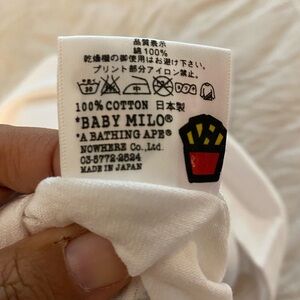 品質表示
綿100%
乾燥機の御使用はお避け下さい。
プリント部分アイロン禁止。
100% COTTON 日本製
*BABY MILO®
*A BATHING APE®
NOWHERE Co.,Ltd.
03-5772-2524
MADE IN JAPAN